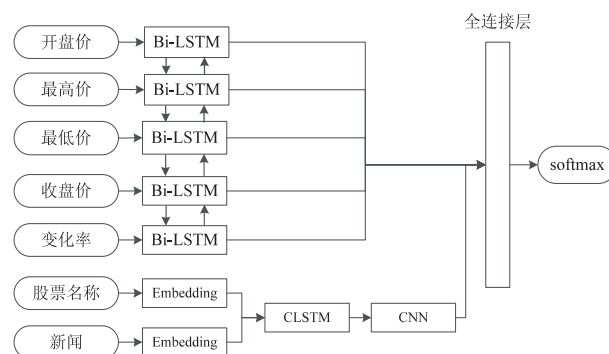 全连接层
开盘价
Bi-LSTM
最高价
Bi-LSTM
最低价
Bi-LSTM
softmax
收盘价
Bi-LSTM
变化率
Bi-LSTM
股票名称
Embedding
CLSTM
CNN
新闻
Embedding